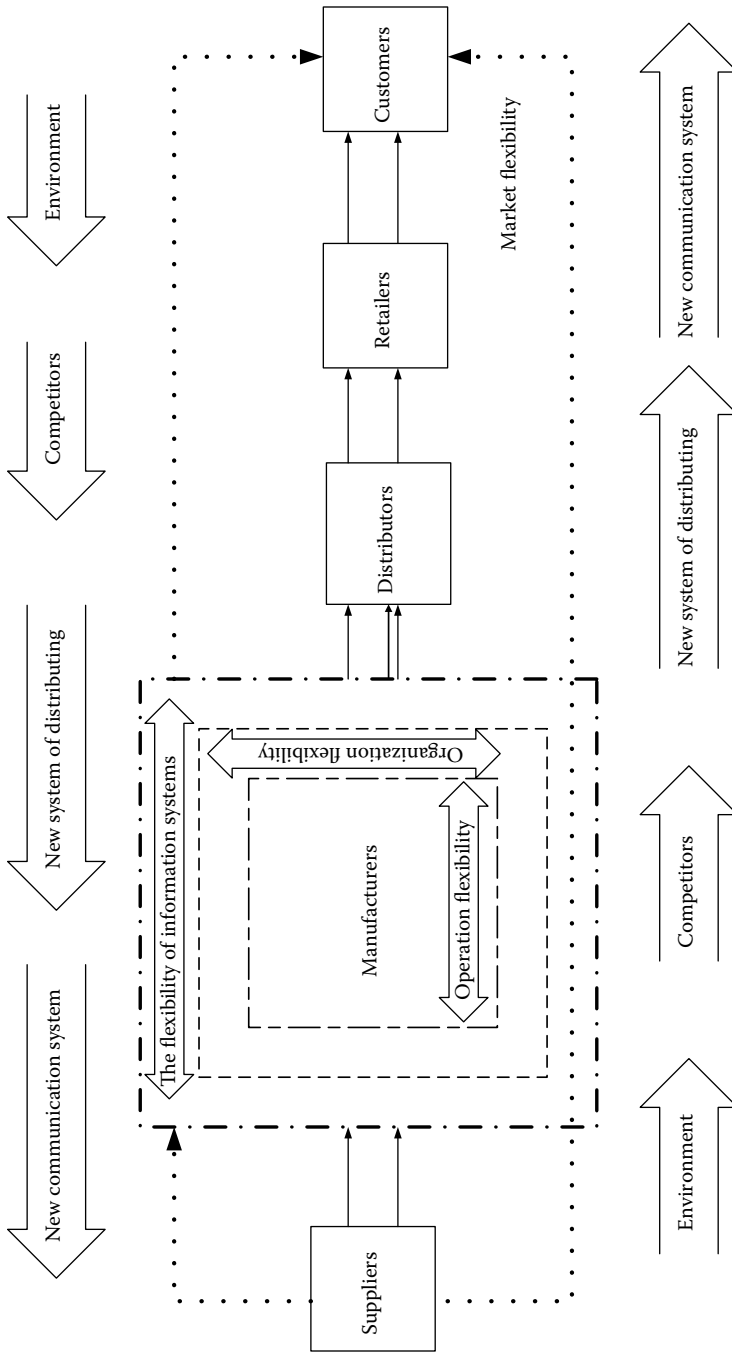 New communication system
New system of distributing
Competitors
Environment
The flexibility of information systems
Organization flexibility
Suppliers
Manufacturers
Distributors
Retailers
Customers
Operation flexibility
Market flexibility
Environment
Competitors
New system of distributing
New communication system